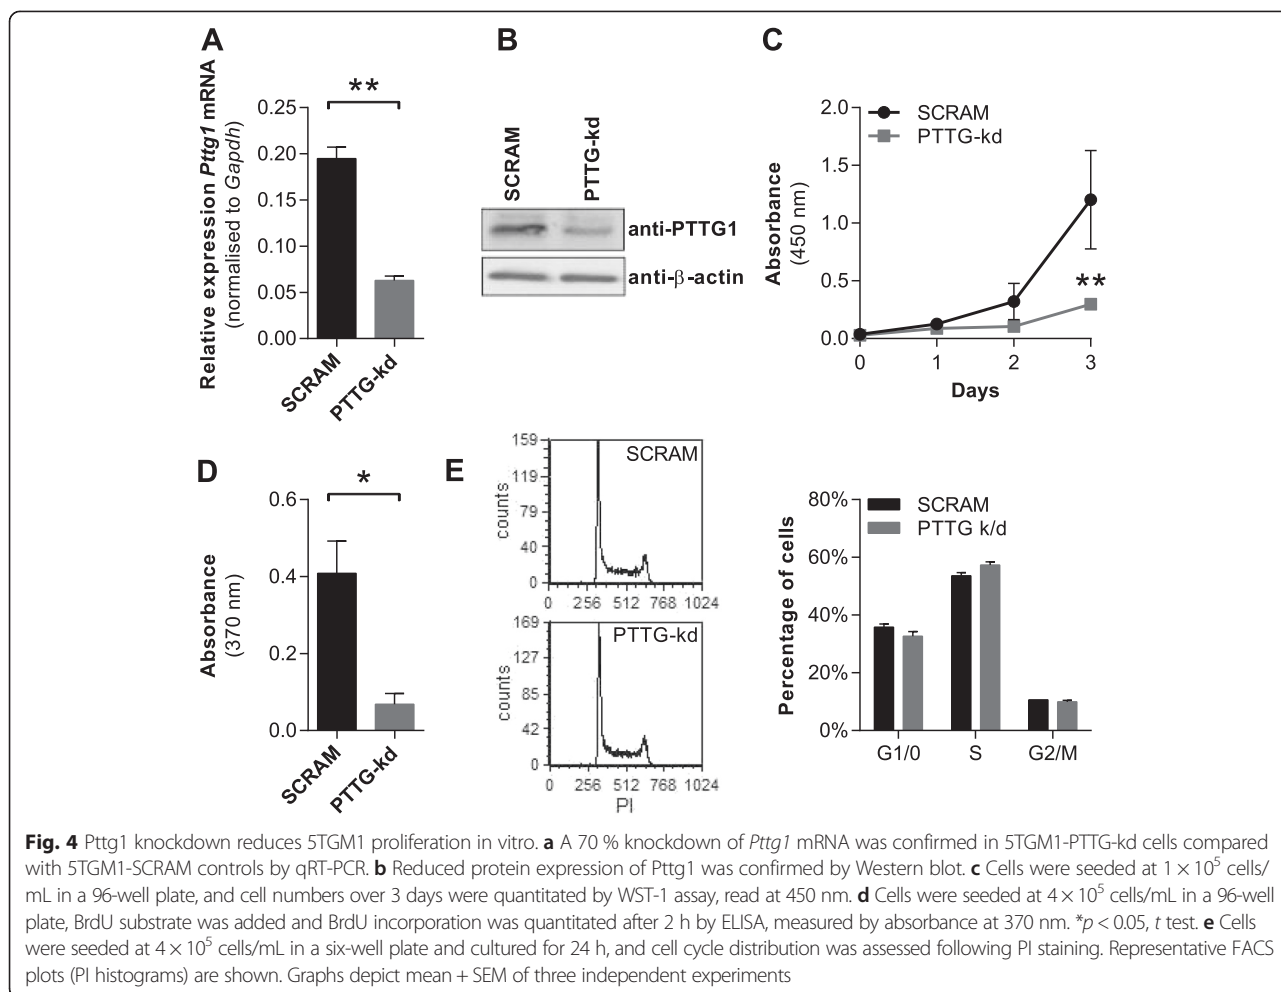 A
Relative expression Pttg1 mRNA
(normalised to Gapdh)
**
0.25
0.20
0.15
0.10
0.05
0.00
SCRAM
PTTG-kd
B
SCRAM
PTTG-kd
anti-PTTG1
anti-β-actin
C
SCRAM
PTTG-kd
Absorbance
(450 nm)
2.0
1.5
1.0
0.5
0.0
**
0 1 2 3
Days
D
*
Absorbance
(370 nm)
0.6
0.4
0.2
0.0
SCRAM
PTTG-kd
E
SCRAM
counts
159
119
79
40
0
0 256 512 768 1024
PTTG-kd
counts
169
127
85
42
0
0 256 512 768 1024
PI
SCRAM
PTTG k/d
Percentage of cells
80%
60%
40%
20%
0%
G1/0 S G2/M
Fig. 4 Pttg1 knockdown reduces 5TGM1 proliferation in vitro. a A 70 % knockdown of Pttg1 mRNA was confirmed in 5TGM1-PTTG-kd cells compared
with 5TGM1-SCRAM controls by qRT-PCR. b Reduced protein expression of Pttg1 was confirmed by Western blot. c Cells were seeded at 1 × 10⁵ cells/
mL in a 96-well plate, and cell numbers over 3 days were quantitated by WST-1 assay, read at 450 nm. d Cells were seeded at 4 × 10⁵ cells/mL in a 96-well
plate, BrdU substrate was added and BrdU incorporation was quantitated after 2 h by ELISA, measured by absorbance at 370 nm. *p < 0.05, t test. e Cells
were seeded at 4 × 10⁵ cells/mL in a six-well plate and cultured for 24 h, and cell cycle distribution was assessed following PI staining. Representative FACS
plots (PI histograms) are shown. Graphs depict mean + SEM of three independent experiments